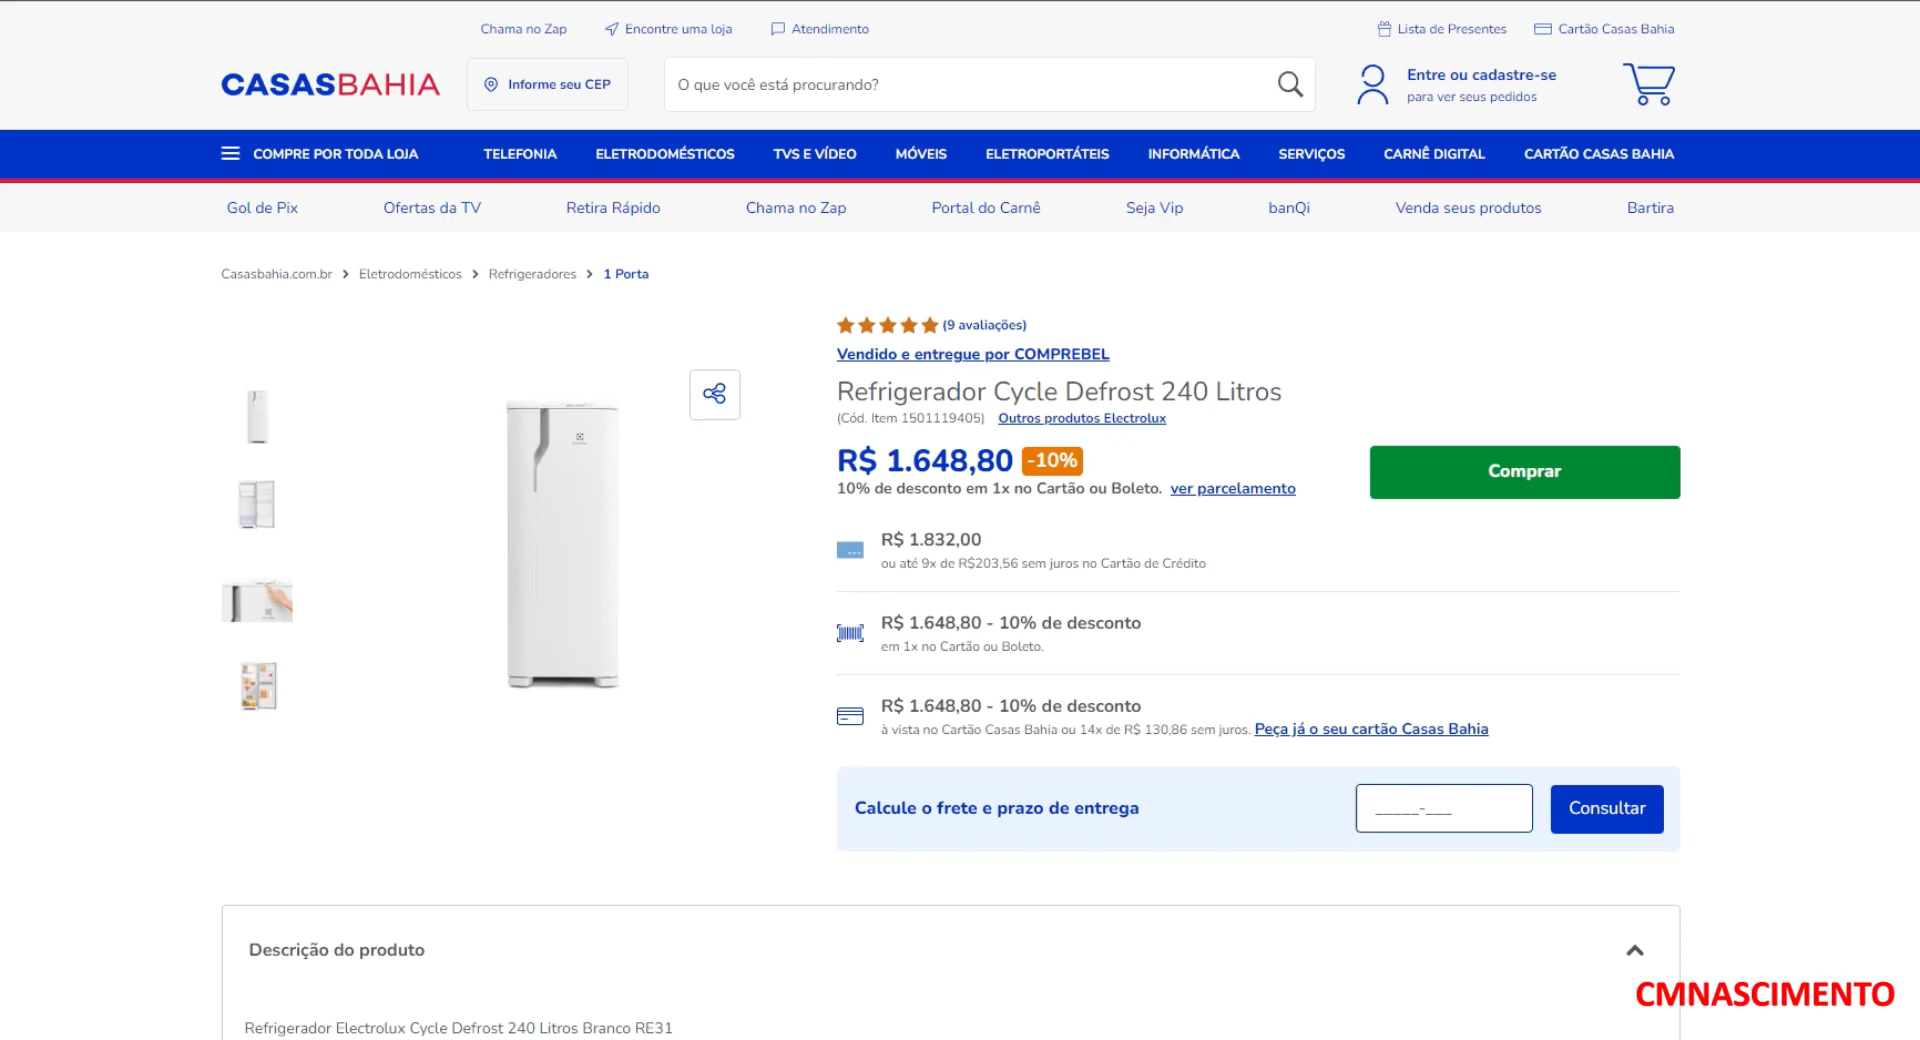 Chama no Zap
Encontre uma loja
Atendimento
Lista de Presentes
Cartão Casas Bahia
CASASBAHIA
Informe seu CEP
O que você está procurando?
Entre ou cadastre-se
para ver seus pedidos
COMPRE POR TODA LOJA
TELEFONIA
ELETRODOMÉSTICOS
TVS E VÍDEO
MÓVEIS
ELETROPORTÁTEIS
INFORMÁTICA
SERVIÇOS
CARNÊ DIGITAL
CARTÃO CASAS BAHIA
Gol de Pix
Ofertas da TV
Retira Rápido
Chama no Zap
Portal do Carnê
Seja Vip
banQi
Venda seus produtos
Bartira
Casasbahia.com.br > Eletrodomésticos > Refrigeradores > 1 Porta
(9 avaliações)
Vendido e entregue por COMPREBEL
Refrigerador Cycle Defrost 240 Litros
(Cód. Item 1501119405) Outros produtos Electrolux
R$ 1.648,80 -10%
10% de desconto em 1x no Cartão ou Boleto. ver parcelamento
Comprar
R$ 1.832,00
ou até 9x de R$203,56 sem juros no Cartão de Crédito
R$ 1.648,80 - 10% de desconto
em 1x no Cartão ou Boleto.
R$ 1.648,80 - 10% de desconto
à vista no Cartão Casas Bahia ou 14x de R$ 130,86 sem juros. Peça já o seu cartão Casas Bahia
Calcule o frete e prazo de entrega
_____-___
Consultar
Descrição do produto
CMNASCIMENTO
Refrigerador Electrolux Cycle Defrost 240 Litros Branco RE31